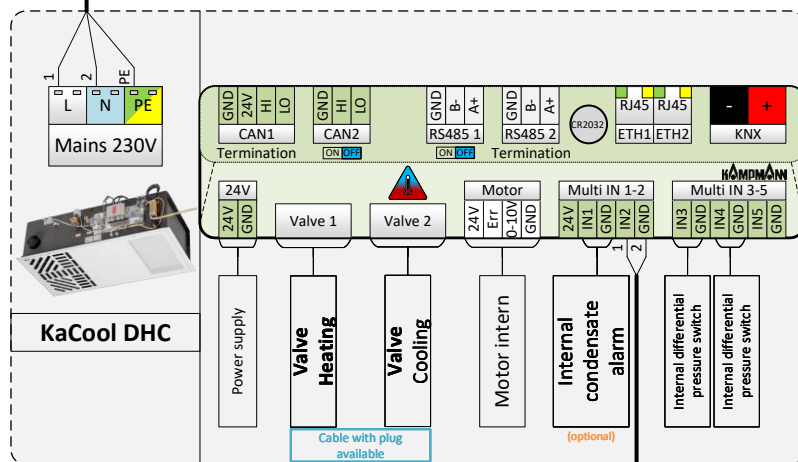 1
2
PE
L
N
PE
Mains 230V
KaCool DHC
GND
24V
HI
LO
CAN1
GND
HI
LO
CAN2
GND
B-
A+
RS485 1
GND
B-
A+
RS485 2
CR2032
RJ45
RJ45
ETH1
ETH2
-
+
KNX
Termination
ON OFF
ON OFF
Termination
KAMPMANN
24V
24V
GND
Valve 1
Valve 2
Motor
24V
Err
0-10V
GND
Multi IN 1-2
24V
IN1
GND
IN2
GND
Multi IN 3-5
IN3
GND
IN4
GND
IN5
GND
1
2
Power supply
Valve
Heating
Valve
Cooling
Motor intern
Internal
condensate
alarm
Internal differential
pressure switch
Internal differential
pressure switch
Cable with plug
available
(optional)